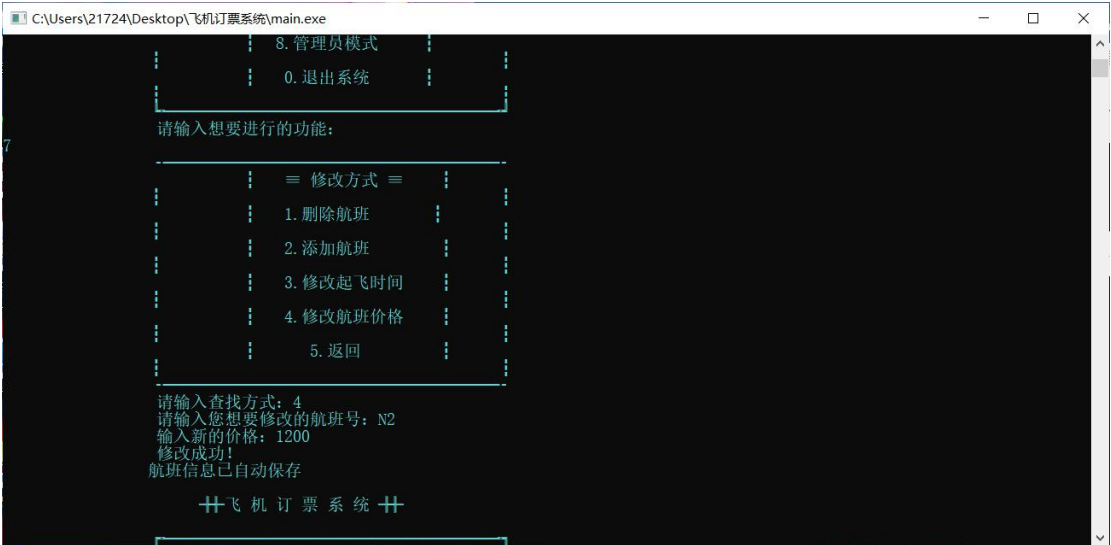 C:\Users\21724\Desktop\飞机订票系统\main.exe
8.管理员模式
0.退出系统
请输入想要进行的功能:
7
≡ 修改方式 ≡
1.删除航班
2.添加航班
3.修改起飞时间
4.修改航班价格
5.返回
请输入查找方式: 4
请输入您想要修改的航班号: N2
输入新的价格: 1200
修改成功!
航班信息已自动保存
╫╫飞 机 订 票 系 统 ╫╫